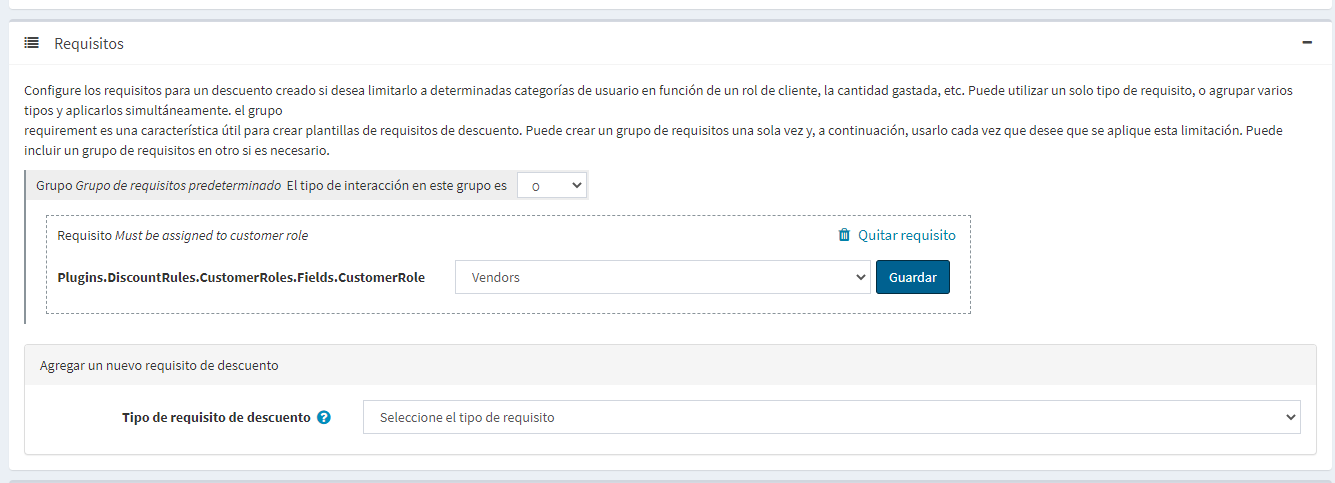 Requisitos
Configure los requisitos para un descuento creado si desea limitarlo a determinadas categorías de usuario en función de un rol de cliente, la cantidad gastada, etc. Puede utilizar un solo tipo de requisito, o agrupar varios
tipos y aplicarlos simultáneamente. el grupo
requirement es una característica útil para crear plantillas de requisitos de descuento. Puede crear un grupo de requisitos una sola vez y, a continuación, usarlo cada vez que desee que se aplique esta limitación. Puede
incluir un grupo de requisitos en otro si es necesario.
Grupo Grupo de requisitos predeterminado El tipo de interacción en este grupo es o
Requisito Must be assigned to customer role Quitar requisito
Plugins.DiscountRules.CustomerRoles.Fields.CustomerRole Vendors Guardar
Agregar un nuevo requisito de descuento
Tipo de requisito de descuento ? Seleccione el tipo de requisito